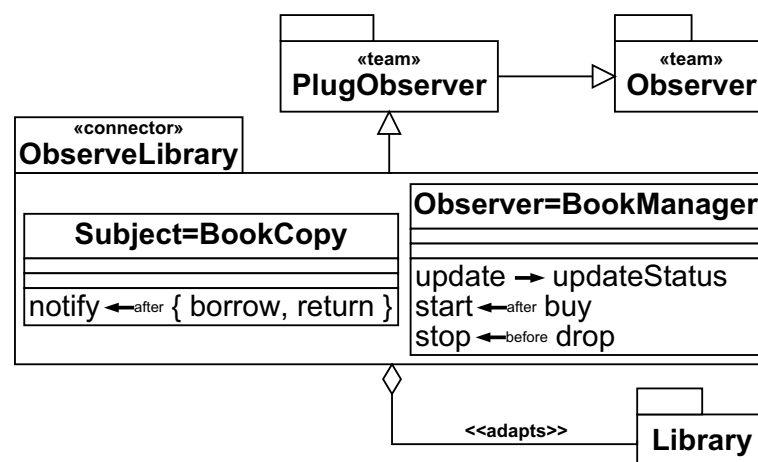 «team»
PlugObserver
«team»
Observer
«connector»
ObserveLibrary
Subject=BookCopy
notify ←after { borrow, return }
Observer=BookManager
update → updateStatus
start ←after buy
stop ←before drop
<<adapts>>
Library